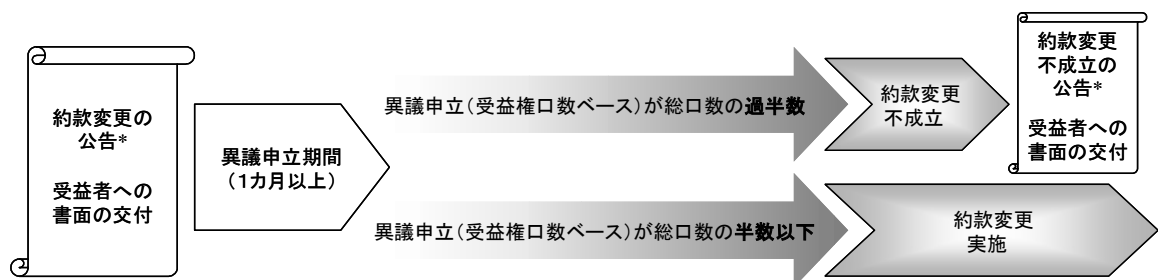 約款変更の
公告*
受益者への
書面の交付
異議申立期間
（1カ月以上）
異議申立（受益権口数ベース）が総口数の過半数
約款変更
不成立
約款変更
不成立の
公告*
受益者への
書面の交付
異議申立（受益権口数ベース）が総口数の半数以下
約款変更
実施